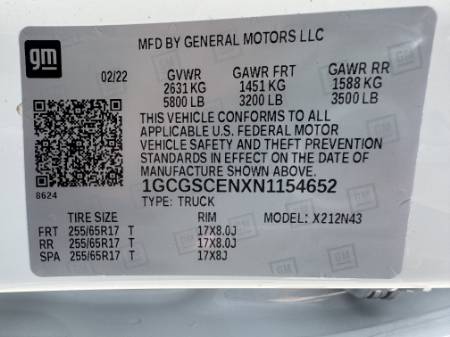 gm
MFD BY GENERAL MOTORS LLC
02/22 GVWR GAWR FRT GAWR RR
2631 KG 1451 KG 1588 KG
5800 LB 3200 LB 3500 LB
THIS VEHICLE CONFORMS TO ALL
APPLICABLE U.S. FEDERAL MOTOR
VEHICLE SAFETY AND THEFT PREVENTION
STANDARDS IN EFFECT ON THE DATE OF
MANUFACTURE SHOWN ABOVE.
1GCGSCENXN1154652
8624
TYPE: TRUCK
TIRE SIZE RIM MODEL: X212N43
FRT 255/65R17 T 17X8.0J
RR 255/65R17 T 17X8.0J
SPA 255/65R17 T 17X8J